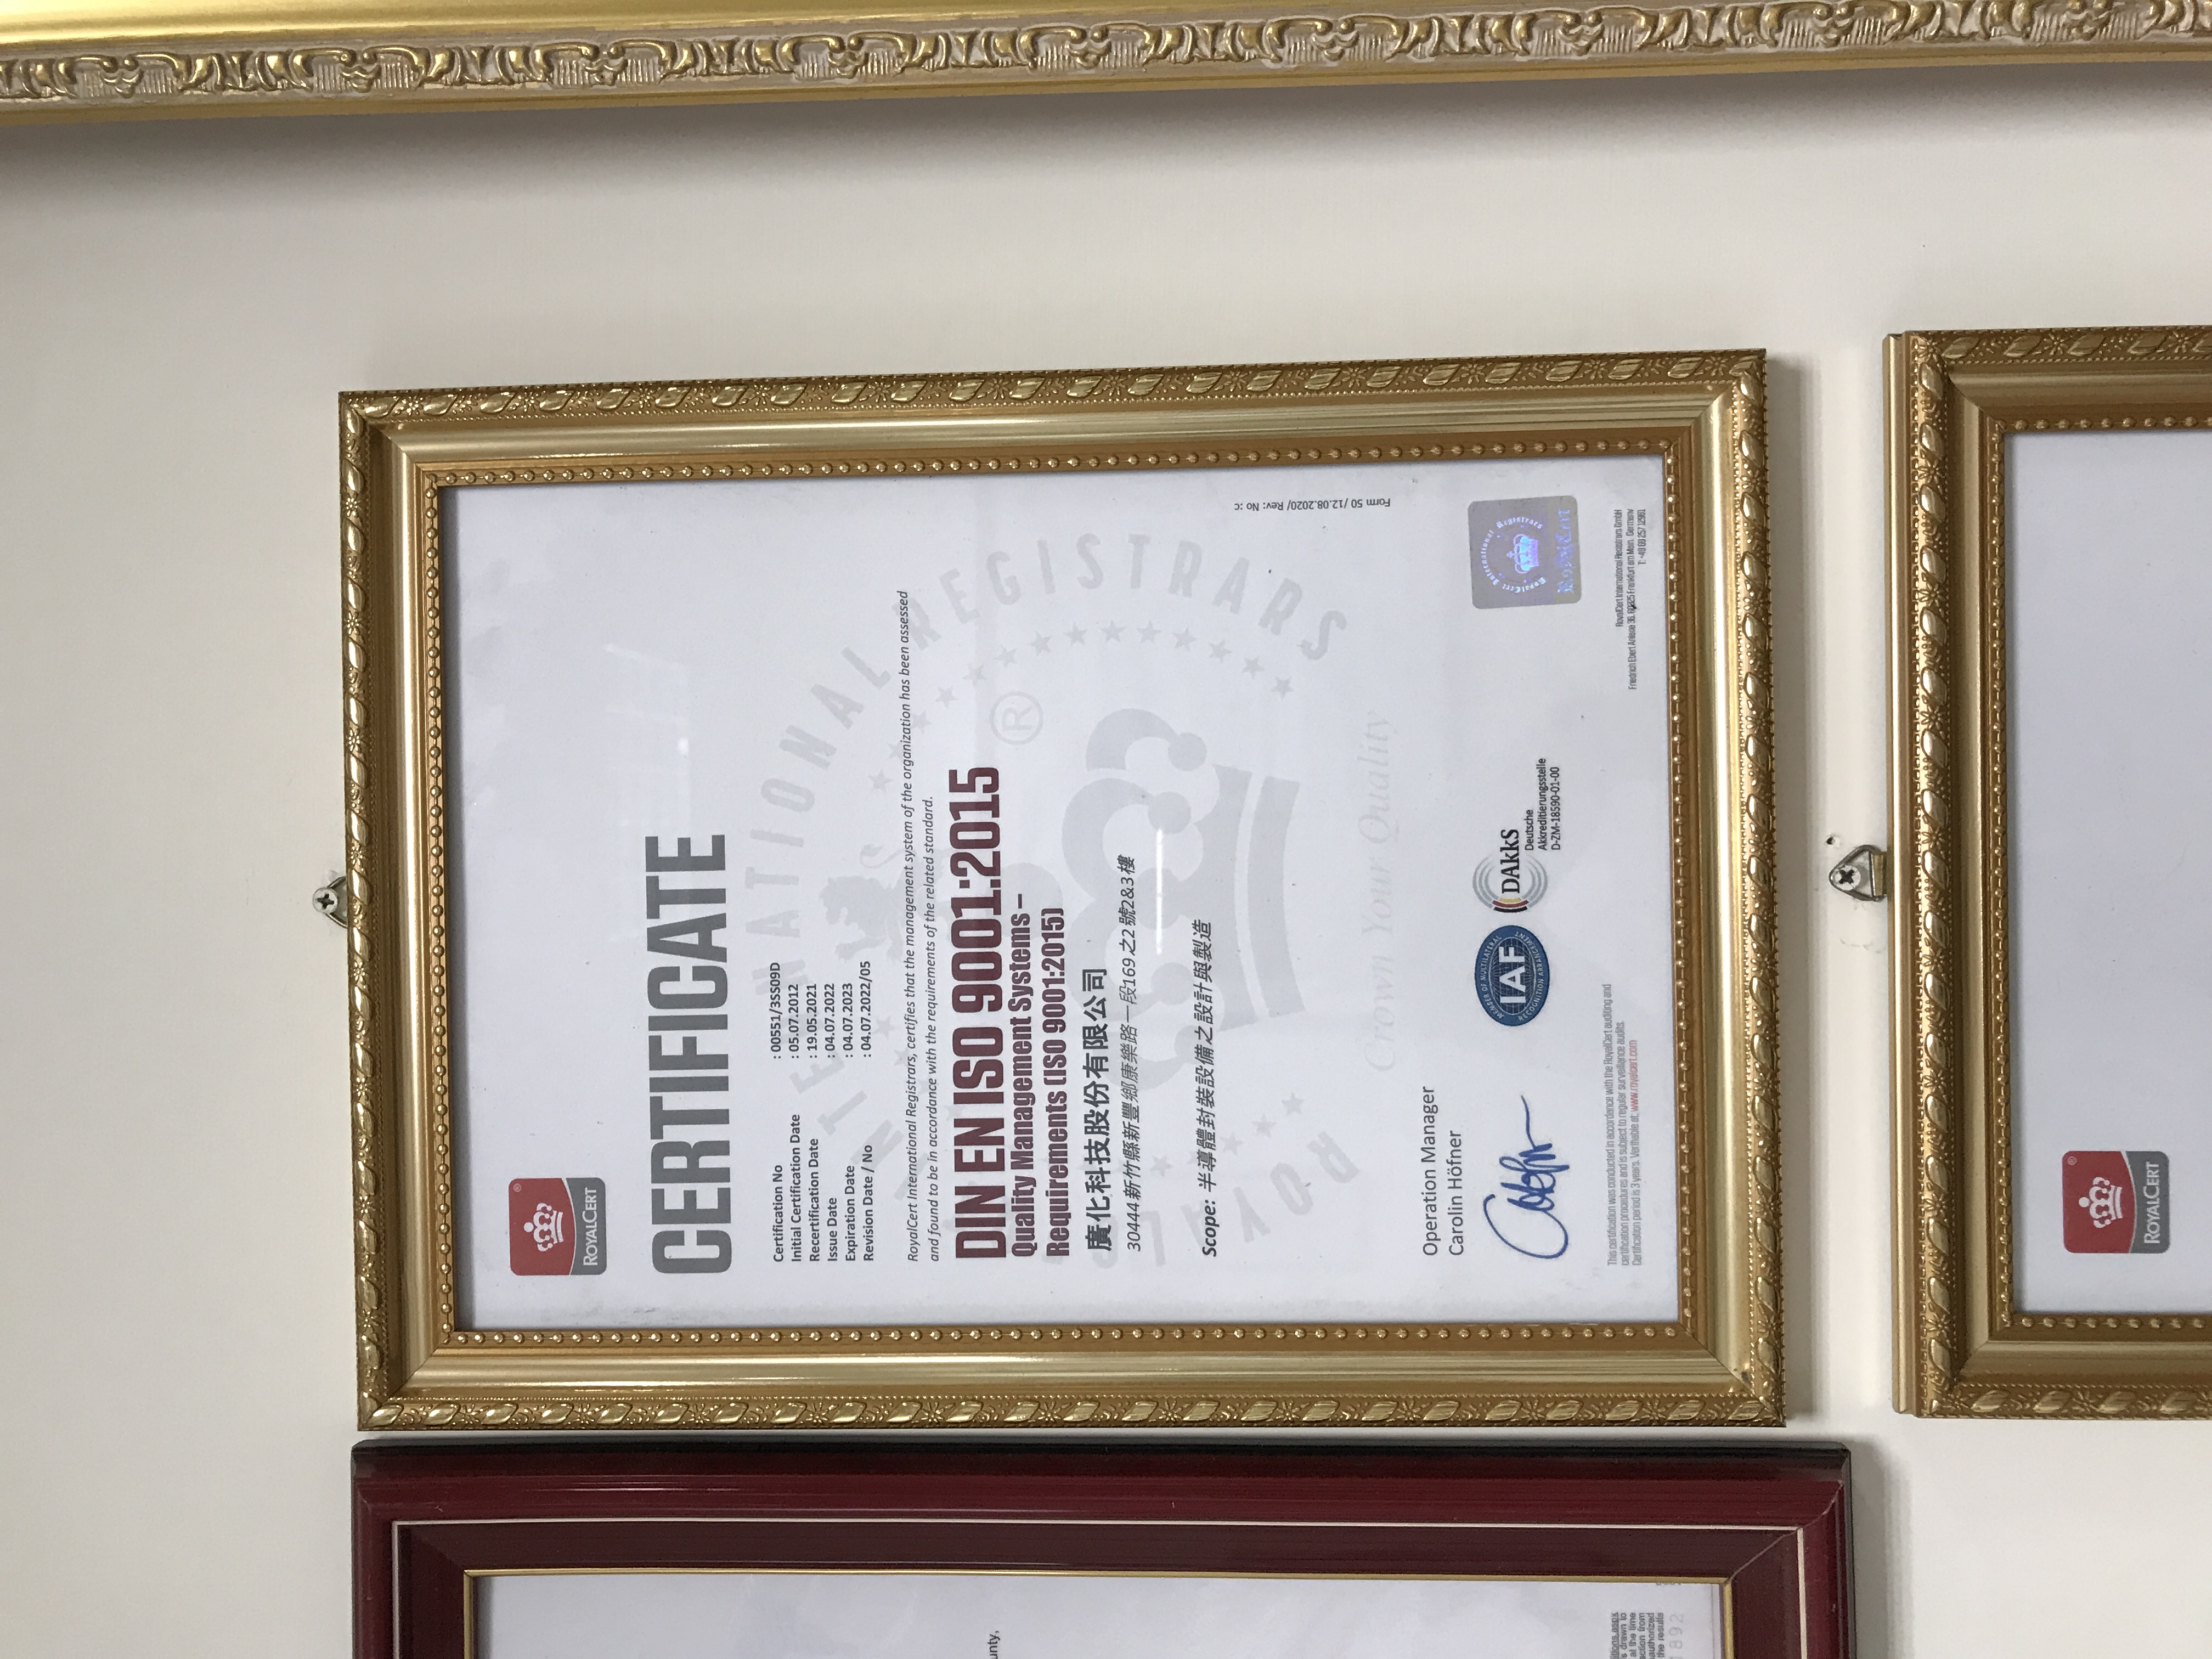 ROYALCERT
CERTIFICATE
Certification No : 00551/3SS09D
Initial Certification Date : 05.07.2012
Recertification Date : 19.05.2021
Issue Date : 04.07.2022
Expiration Date : 04.07.2023
Revision Date / No : 04.07.2022/05
RoyalCert International Registrars, certifies that the management system of the organization has been assessed
and found to be in accordance with the requirements of the related standard.
DIN EN ISO 9001:2015
Quality Management Systems –
Requirements (ISO 9001:2015)
廣化科技股份有限公司
30444新竹縣新豐鄉康樂路一段169之2號2&3樓
Scope: 半導體封裝設備之設計與製造
ROYALCERT INTERNATIONAL REGISTRARS
®
Crown Your Quality
Form 50 /12.08.2020/ Rev: No :c
Operation Manager
Carolin Höfner
MEMBER OF MULTILATERAL
IAF
RECOGNITION ARRANGEMENT
DAkkS
Deutsche
Akkreditierungsstelle
D-ZM-18590-01-00
RoyalCert International Registrars
RoyalCert
This certification was conducted in accordance with the RoyalCert auditing and
certification procedures and is subject to regular surveillance audits.
Certification period is 3 years. Verifiable at; www.royalcert.com
RoyalCert International Registrars GmbH
Friedrich Ebert Anlage 36, 60325 Frankfurt am Main, Germany
T: +49 69 257 12981
unty,
itions.aspx
s drawn to
at the time
action from
authorized
the results
1892
ROYALCERT